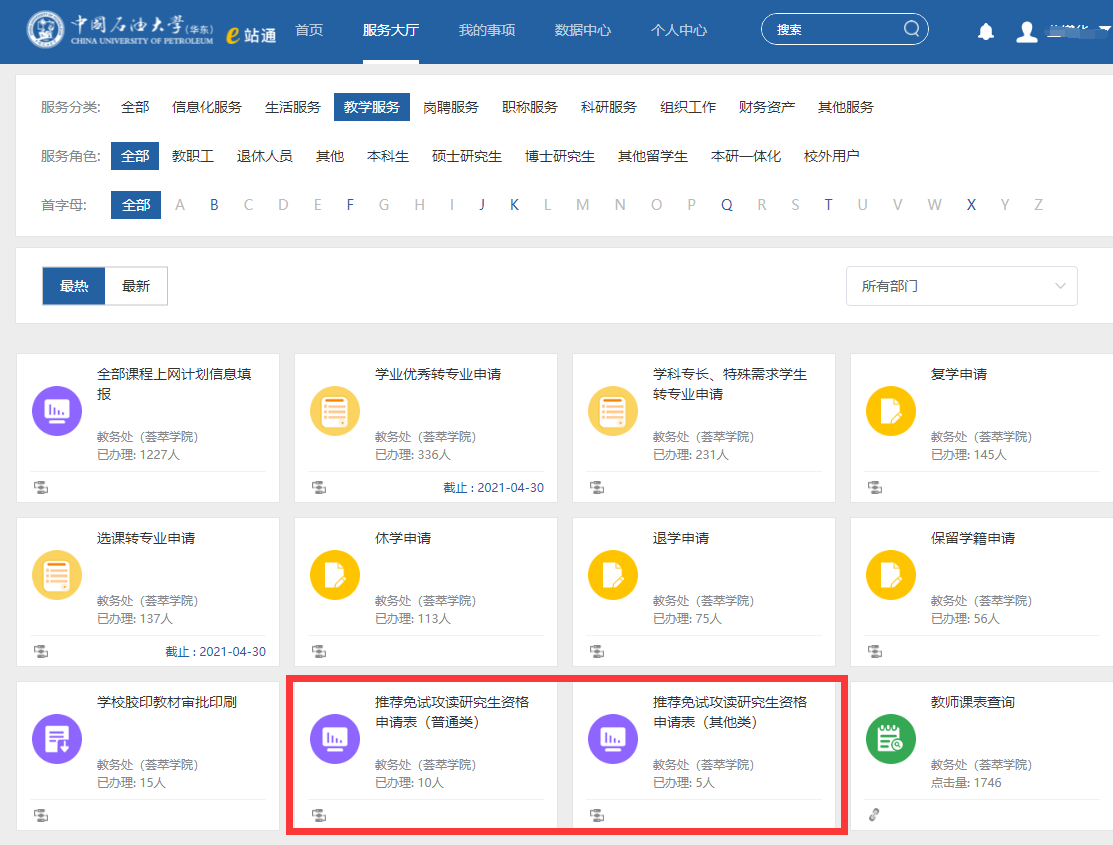 中国石油大学(华东)
CHINA UNIVERSITY OF PETROLEUM
e站通
首页
服务大厅
我的事项
数据中心
个人中心
搜索
服务分类: 全部 信息化服务 生活服务 教学服务 岗聘服务 职称服务 科研服务 组织工作 财务资产 其他服务
服务角色: 全部 教职工 退休人员 其他 本科生 硕士研究生 博士研究生 其他留学生 本研一体化 校外用户
首字母: 全部 A B C D E F G H I J K L M N O P Q R S T U V W X Y Z
最热 最新
所有部门
全部课程上网计划信息填
报
教务处（荟萃学院）
已办理: 1227人
学业优秀转专业申请
教务处（荟萃学院）
已办理: 336人
截止 : 2021-04-30
学科专长、特殊需求学生
转专业申请
教务处（荟萃学院）
已办理: 231人
复学申请
教务处（荟萃学院）
已办理: 145人
选课转专业申请
教务处（荟萃学院）
已办理: 137人
截止 : 2021-04-30
休学申请
教务处（荟萃学院）
已办理: 113人
退学申请
教务处（荟萃学院）
已办理: 75人
保留学籍申请
教务处（荟萃学院）
已办理: 56人
学校胶印教材审批印刷
教务处（荟萃学院）
已办理: 15人
推荐免试攻读研究生资格
申请表（普通类）
教务处（荟萃学院）
已办理: 10人
推荐免试攻读研究生资格
申请表（其他类）
教务处（荟萃学院）
已办理: 5人
教师课表查询
教务处（荟萃学院）
点击量: 1746